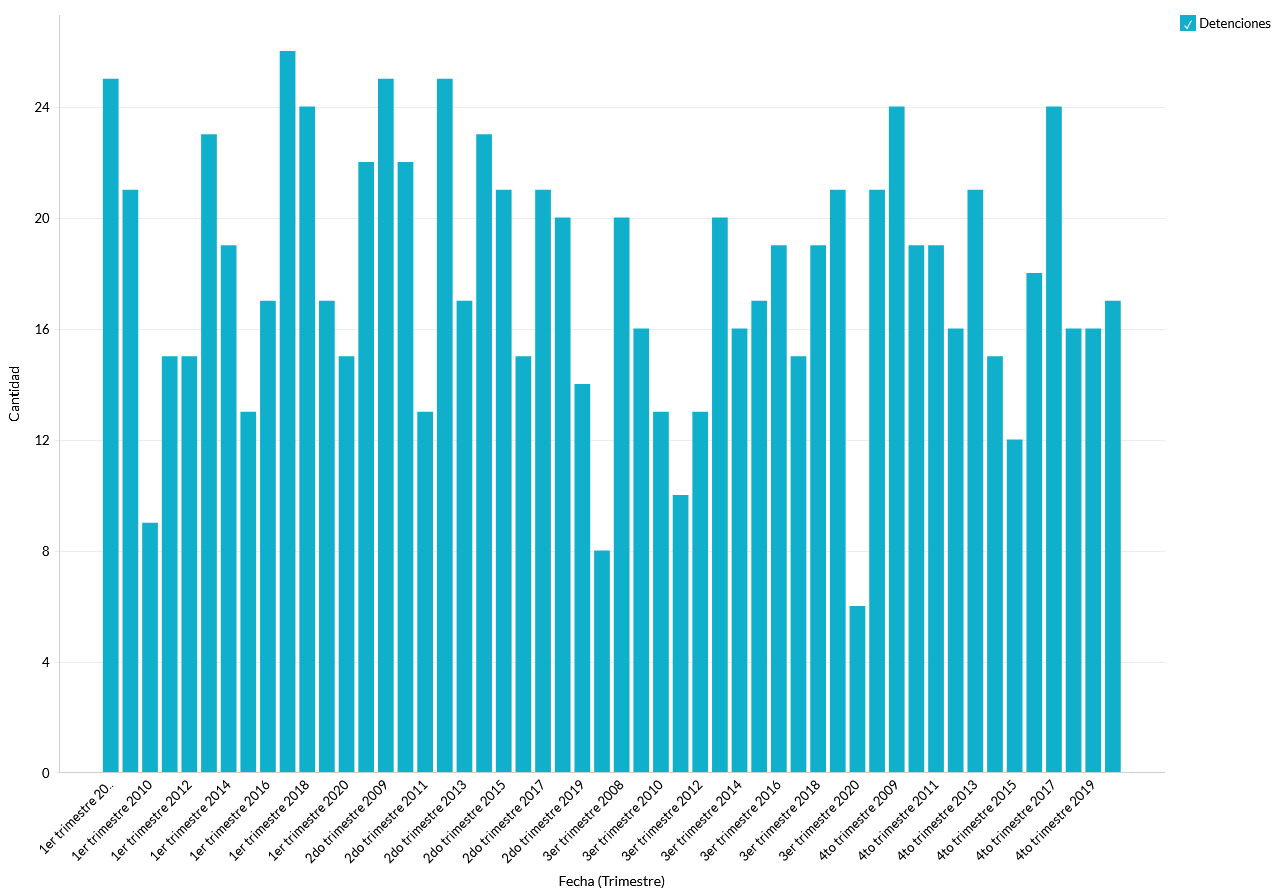 Detenciones
24
20
16
12
8
4
0
Cantidad
1er trimestre 20..
1er trimestre 2010
1er trimestre 2012
1er trimestre 2014
1er trimestre 2016
1er trimestre 2018
1er trimestre 2020
2do trimestre 2009
2do trimestre 2011
2do trimestre 2013
2do trimestre 2015
2do trimestre 2017
2do trimestre 2019
3er trimestre 2008
3er trimestre 2010
3er trimestre 2012
3er trimestre 2014
3er trimestre 2016
3er trimestre 2018
3er trimestre 2020
4to trimestre 2009
4to trimestre 2011
4to trimestre 2013
4to trimestre 2015
4to trimestre 2017
4to trimestre 2019
Fecha (Trimestre)